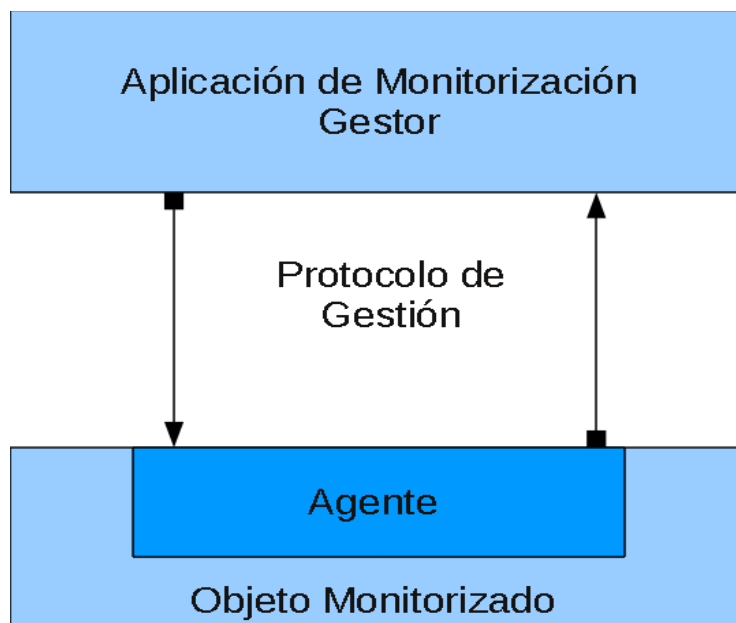 Aplicación de Monitorización
Gestor
Protocolo de
Gestión
Agente
Objeto Monitorizado